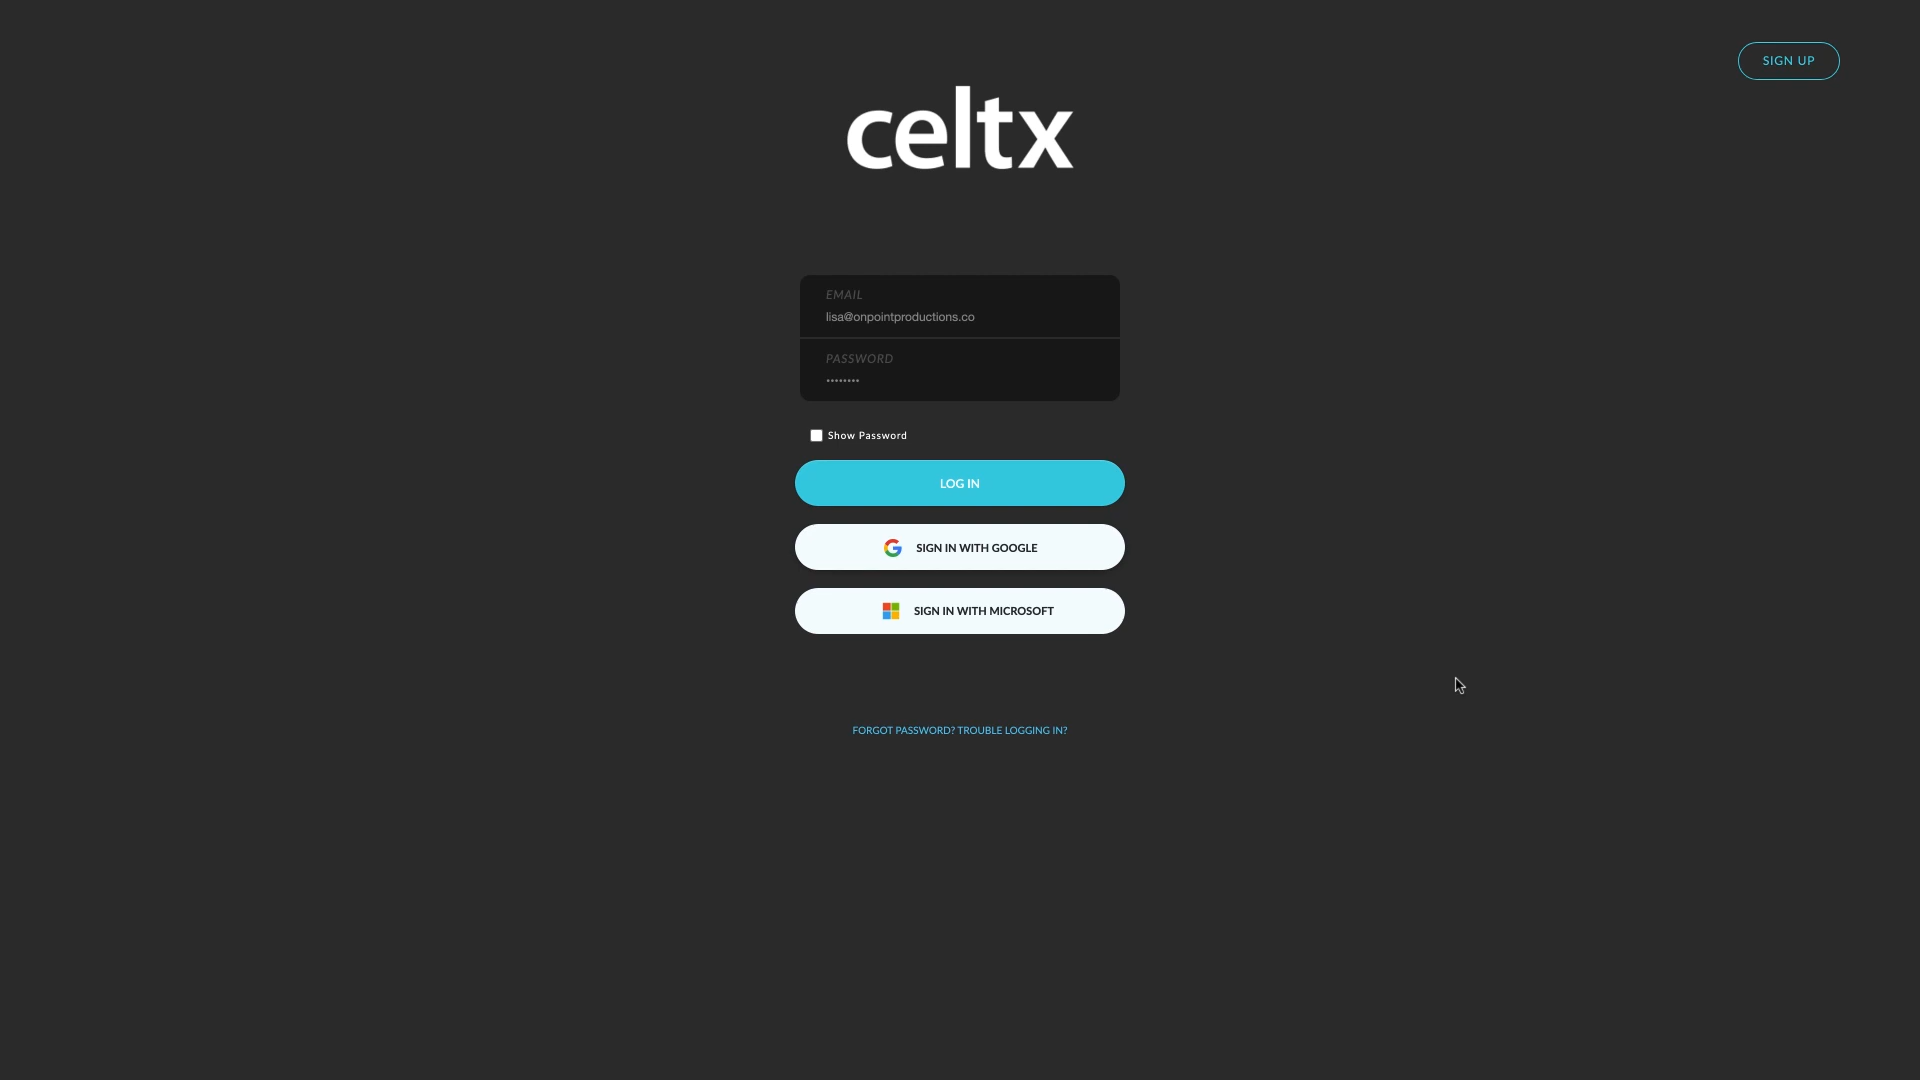 SIGN UP
celtx
EMAIL
lisa@onpointproductions.co
PASSWORD
••••••••
Show Password
LOG IN
SIGN IN WITH GOOGLE
SIGN IN WITH MICROSOFT
FORGOT PASSWORD? TROUBLE LOGGING IN?